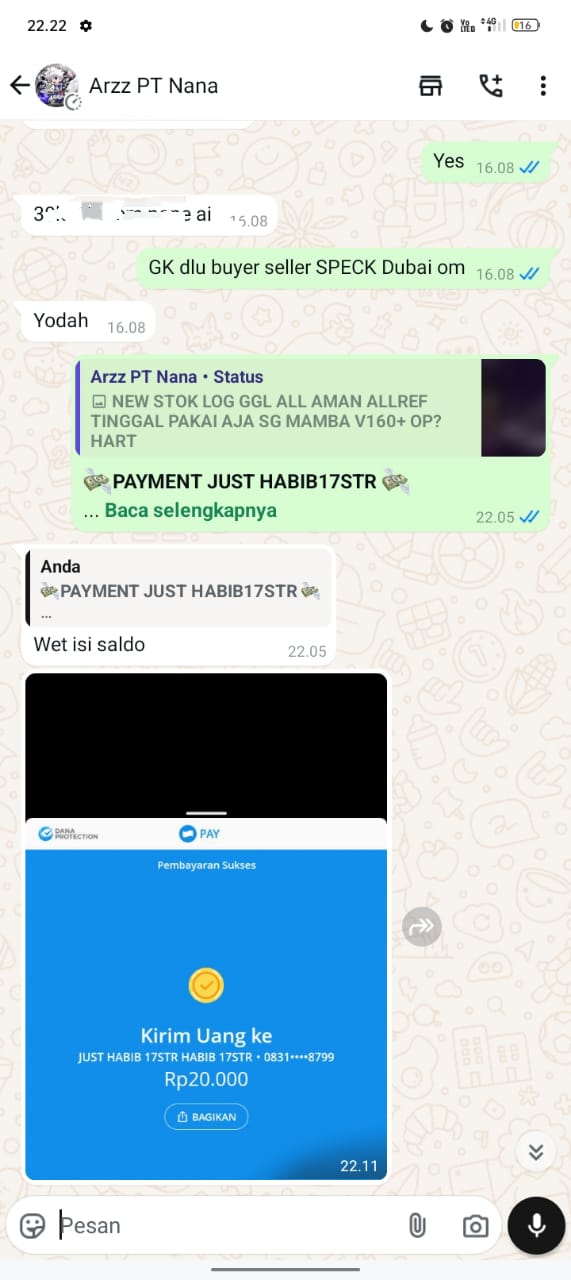 22.22
Vo
LTED
4G
16
Arzz PT Nana
Yes 16.08
ai 16.08
GK dlu buyer seller SPECK Dubai om 16.08
Yodah 16.08
Arzz PT Nana • Status
NEW STOK LOG GGL ALL AMAN ALLREF
TINGGAL PAKAI AJA SG MAMBA V160+ OP?
HART
💸PAYMENT JUST HABIB17STR 💸
... Baca selengkapnya
22.05
Anda
💸PAYMENT JUST HABIB17STR💸
...
Wet isi saldo
22.05
DANA
PROTECTION
PAY
Pembayaran Sukses
Kirim Uang ke
JUST HABIB 17STR HABIB 17STR • 0831••••8799
Rp20.000
BAGIKAN
22.11
Pesan